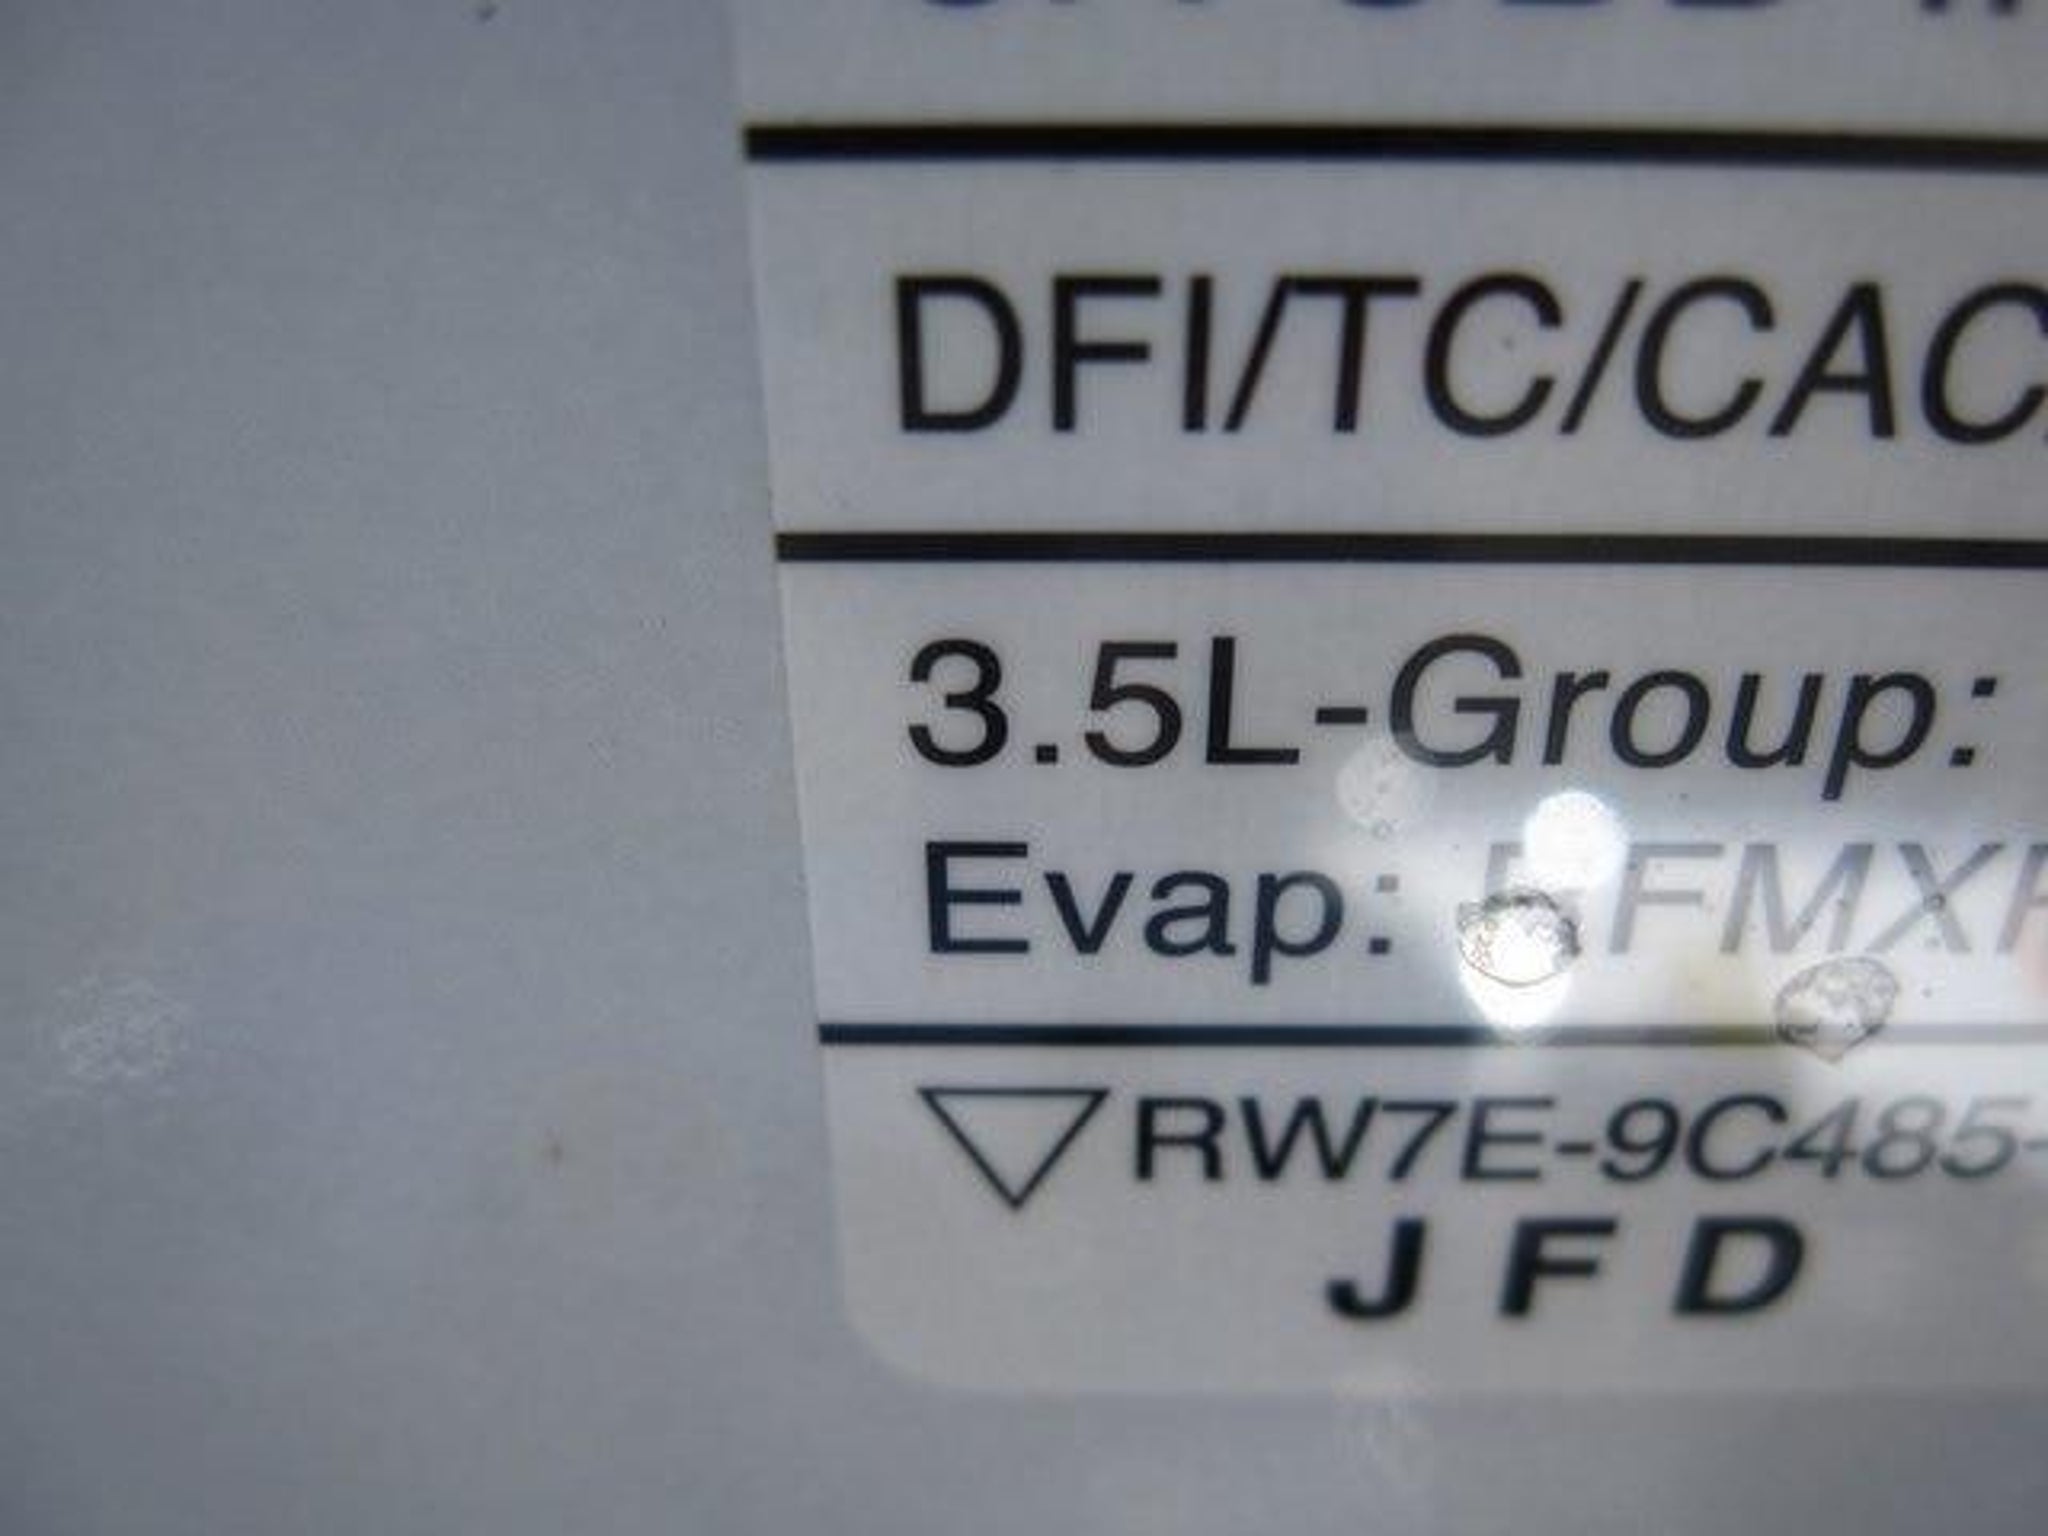 DFI/TC/CAC
3.5L-Group:
Evap:
RW7E-9C485-
JFD